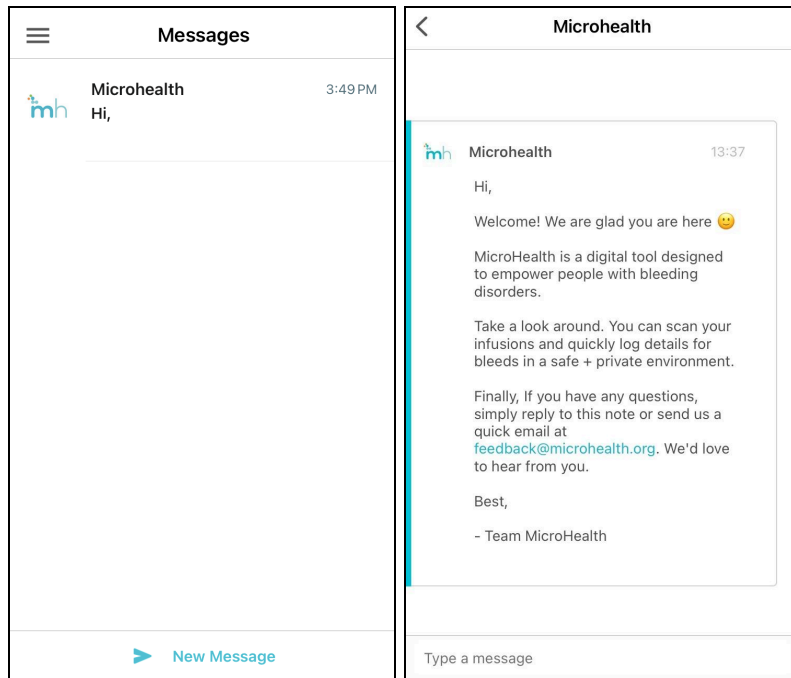 Messages
Microhealth 3:49 PM
mh
Hi,
New Message
Microhealth
mh Microhealth 13:37
Hi,
Welcome! We are glad you are here 🙂
MicroHealth is a digital tool designed
to empower people with bleeding
disorders.
Take a look around. You can scan your
infusions and quickly log details for
bleeds in a safe + private environment.
Finally, If you have any questions,
simply reply to this note or send us a
quick email at
feedback@microhealth.org. We'd love
to hear from you.
Best,
- Team MicroHealth
Type a message